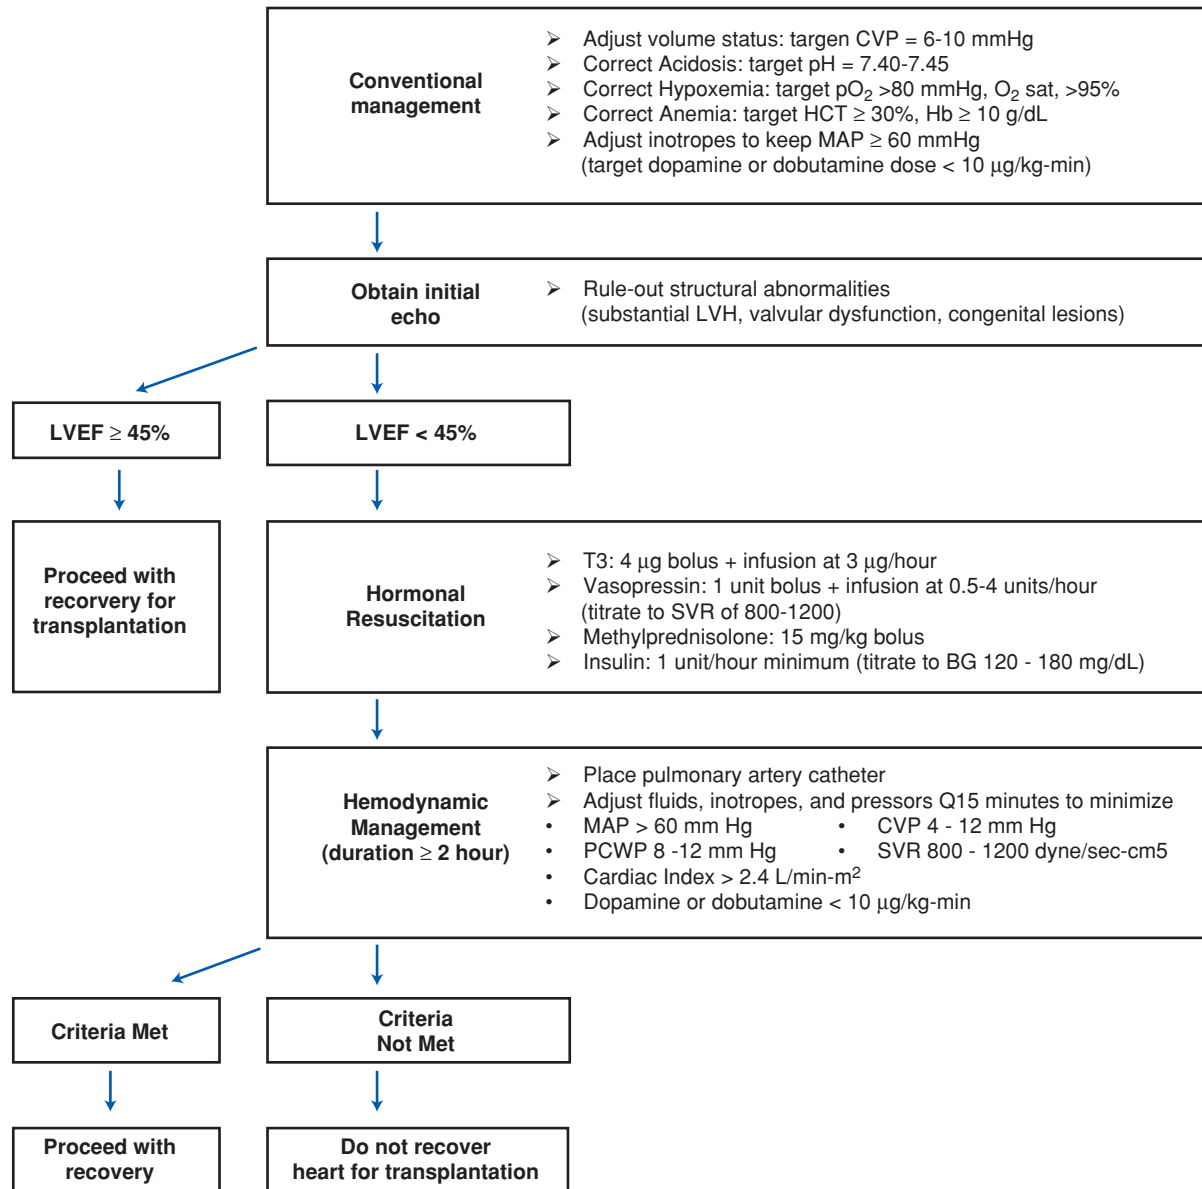 Conventional
management
➢ Adjust volume status: targen CVP = 6-10 mmHg
➢ Correct Acidosis: target pH = 7.40-7.45
➢ Correct Hypoxemia: target pO₂ >80 mmHg, O₂ sat, >95%
➢ Correct Anemia: target HCT ≥ 30%, Hb ≥ 10 g/dL
➢ Adjust inotropes to keep MAP ≥ 60 mmHg
(target dopamine or dobutamine dose < 10 μg/kg-min)
Obtain initial
echo
➢ Rule-out structural abnormalities
(substantial LVH, valvular dysfunction, congenital lesions)
LVEF ≥ 45%
LVEF < 45%
Proceed with
recorvery for
transplantation
Hormonal
Resuscitation
➢ T3: 4 μg bolus + infusion at 3 μg/hour
➢ Vasopressin: 1 unit bolus + infusion at 0.5-4 units/hour
(titrate to SVR of 800-1200)
➢ Methylprednisolone: 15 mg/kg bolus
➢ Insulin: 1 unit/hour minimum (titrate to BG 120 - 180 mg/dL)
Hemodynamic
Management
(duration ≥ 2 hour)
➢ Place pulmonary artery catheter
➢ Adjust fluids, inotropes, and pressors Q15 minutes to minimize
• MAP > 60 mm Hg • CVP 4 - 12 mm Hg
• PCWP 8 -12 mm Hg • SVR 800 - 1200 dyne/sec-cm5
• Cardiac Index > 2.4 L/min-m²
• Dopamine or dobutamine < 10 μg/kg-min
Criteria Met
Criteria
Not Met
Proceed with
recovery
Do not recover
heart for transplantation